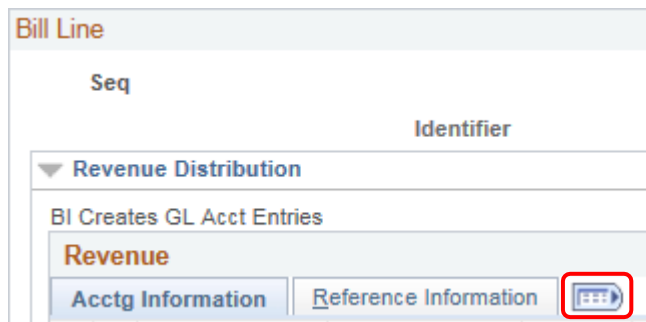 Bill Line
Seq
Identifier
Revenue Distribution
BI Creates GL Acct Entries
Revenue
Acctg Information Reference Information